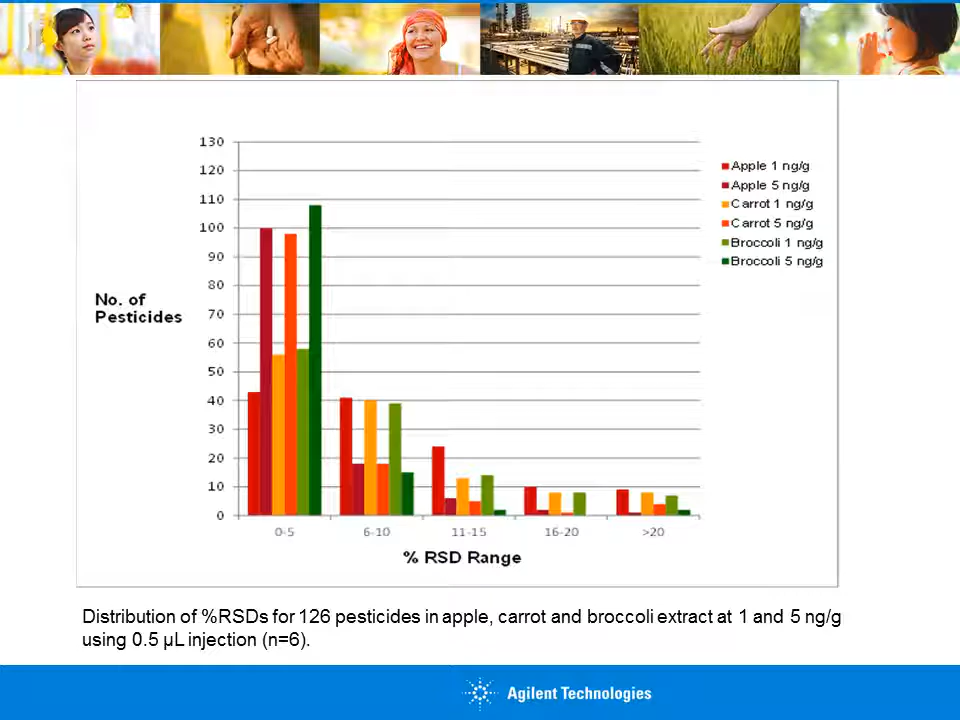 130
120
110
100
90
80
70
60
50
40
30
20
10
0
No. of
Pesticides
0-5
6-10
11-15
16-20
>20
% RSD Range
Apple 1 ng/g
Apple 5 ng/g
Carrot 1 ng/g
Carrot 5 ng/g
Broccoli 1 ng/g
Broccoli 5 ng/g
Distribution of %RSDs for 126 pesticides in apple, carrot and broccoli extract at 1 and 5 ng/g
using 0.5 µL injection (n=6).
Agilent Technologies